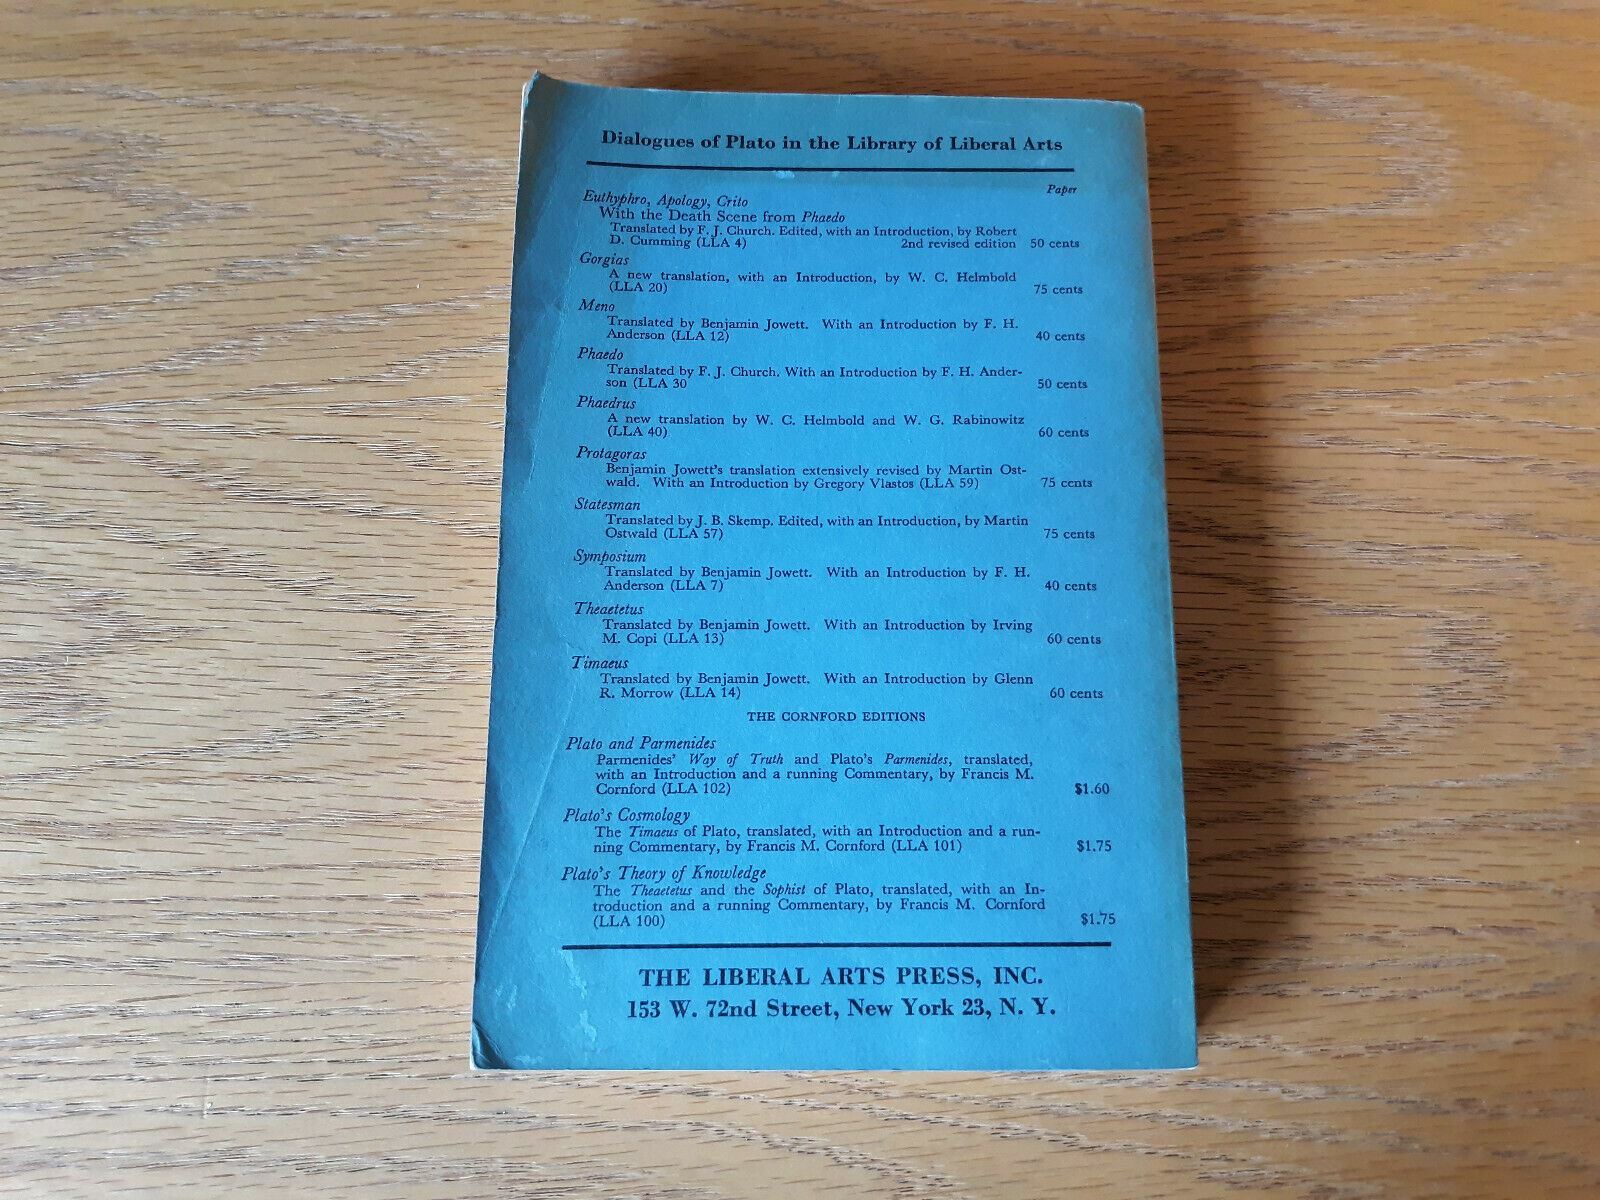 Dialogues of Plato in the Library of Liberal Arts
Paper
Euthyphro, Apology, Crito
With the Death Scene from Phaedo
Translated by F. J. Church. Edited, with an Introduction, by Robert
D. Cumming (LLA 4) 2nd revised edition 50 cents
Gorgias
A new translation, with an Introduction, by W. C. Helmbold
(LLA 20) 75 cents
Meno
Translated by Benjamin Jowett. With an Introduction by F. H.
Anderson (LLA 12) 40 cents
Phaedo
Translated by F. J. Church. With an Introduction by F. H. Ander-
son (LLA 30 50 cents
Phaedrus
A new translation by W. C. Helmbold and W. G. Rabinowitz
(LLA 40) 60 cents
Protagoras
Benjamin Jowett's translation extensively revised by Martin Ost-
wald. With an Introduction by Gregory Vlastos (LLA 59) 75 cents
Statesman
Translated by J. B. Skemp. Edited, with an Introduction, by Martin
Ostwald (LLA 57) 75 cents
Symposium
Translated by Benjamin Jowett. With an Introduction by F. H.
Anderson (LLA 7) 40 cents
Theaetetus
Translated by Benjamin Jowett. With an Introduction by Irving
M. Copi (LLA 13) 60 cents
Timaeus
Translated by Benjamin Jowett. With an Introduction by Glenn
R. Morrow (LLA 14) 60 cents
THE CORNFORD EDITIONS
Plato and Parmenides
Parmenides' Way of Truth and Plato's Parmenides, translated,
with an Introduction and a running Commentary, by Francis M.
Cornford (LLA 102) $1.60
Plato's Cosmology
The Timaeus of Plato, translated, with an Introduction and a run-
ning Commentary, by Francis M. Cornford (LLA 101) $1.75
Plato's Theory of Knowledge
The Theaetetus and the Sophist of Plato, translated, with an In-
troduction and a running Commentary, by Francis M. Cornford
(LLA 100) $1.75
THE LIBERAL ARTS PRESS, INC.
153 W. 72nd Street, New York 23, N. Y.